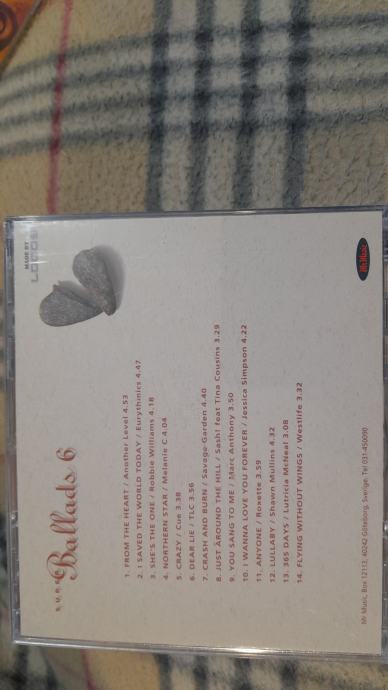 PURE
Ballads 6
1. FROM THE HEART / Another Level 4.53
2. I SAVED THE WORLD TODAY / Eurythmics 4.47
3. SHE'S THE ONE / Robbie Williams 4.18
4. NORTHERN STAR / Melanie C 4.04
5. CRAZY / Cue 3.38
6. DEAR LIE / TLC 3.56
7. CRASH AND BURN / Savage Garden 4.40
8. JUST AROUND THE HILL / Sash! feat Tina Cousins 3.29
9. YOU SANG TO ME / Marc Anthony 3.50
10. I WANNA LOVE YOU FOREVER / Jessica Simpson 4.22
11. ANYONE / Roxette 3.59
12. LULLABY / Shawn Mullins 4.32
13. 365 DAYS / Lutricia McNeal 3.08
14. FLYING WITHOUT WINGS / Westlife 3.32
Mr Music, Box 12113, 40242 Göteborg, Sverige. Tel 031-450090
MADE BY
Mr Music